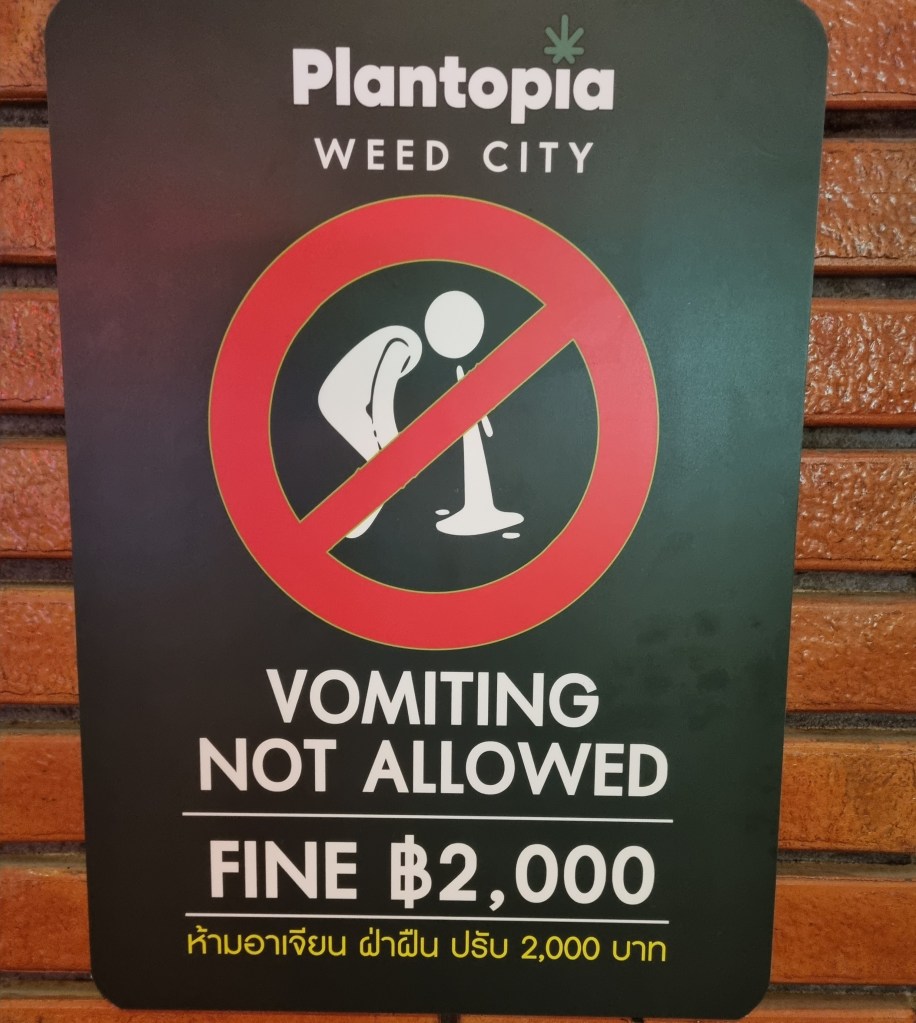 Plantopia
WEED CITY
VOMITING
NOT ALLOWED
FINE ฿2,000
ห้ามอาเจียน ฝ่าฝืน ปรับ 2,000 บาท